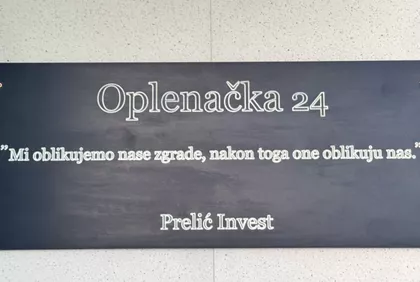 Oplenačka 24
”Mi oblikujemo nase zgrade, nakon toga one oblikuju nas.”
Prelić Invest